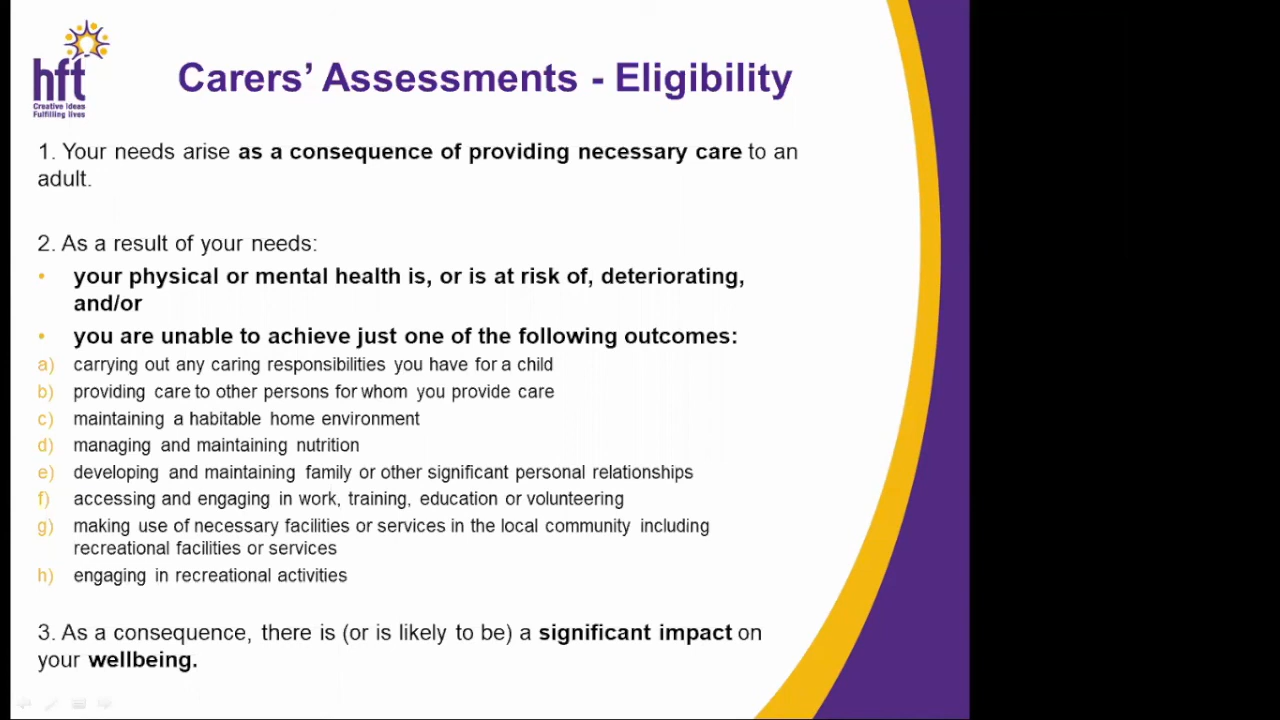 hft
Creative Ideas
Fulfilling lives
Carers’ Assessments - Eligibility
1. Your needs arise as a consequence of providing necessary care to an
adult.
2. As a result of your needs:
• your physical or mental health is, or is at risk of, deteriorating,
and/or
• you are unable to achieve just one of the following outcomes:
a) carrying out any caring responsibilities you have for a child
b) providing care to other persons for whom you provide care
c) maintaining a habitable home environment
d) managing and maintaining nutrition
e) developing and maintaining family or other significant personal relationships
f) accessing and engaging in work, training, education or volunteering
g) making use of necessary facilities or services in the local community including
recreational facilities or services
h) engaging in recreational activities
3. As a consequence, there is (or is likely to be) a significant impact on
your wellbeing.